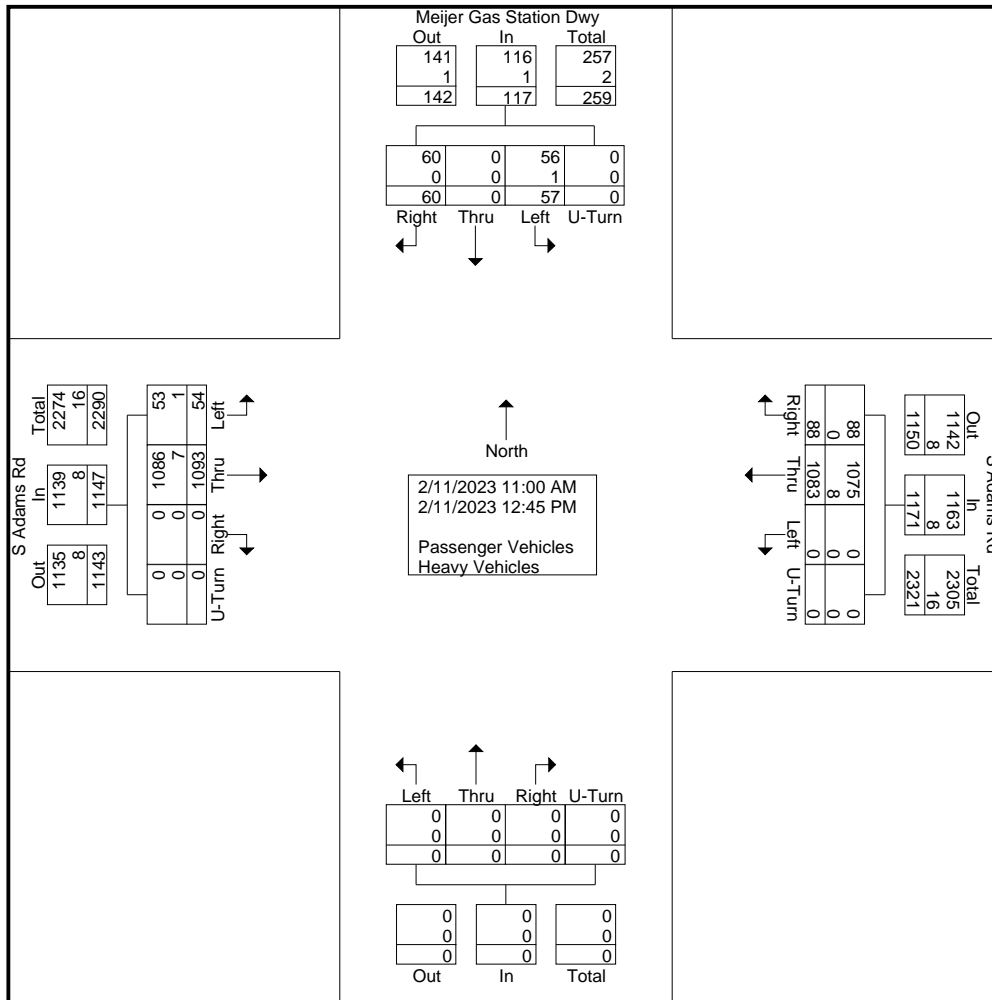 Meijer Gas Station Dwy
Out In Total
141 116 257
1 1 2
142 117 259
60 0 56 0
0 0 1 0
60 0 57 0
Right Thru Left U-Turn
S Adams Rd
Total In Out
2274 1139 1135
16 8 8
2290 1147 1143
53 1086 0 0
1 7 0 0
54 1093 0 0
Left Thru Right U-Turn
North
2/11/2023 11:00 AM
2/11/2023 12:45 PM
Passenger Vehicles
Heavy Vehicles
Right Thru Left U-Turn
88 1075 0 0
0 8 0 0
88 1083 0 0
S Adams Rd
Out In Total
1142 1163 2305
8 8 16
1150 1171 2321
Left Thru Right U-Turn
0 0 0 0
0 0 0 0
0 0 0 0
0 0 0
0 0 0
0 0 0
Out In Total